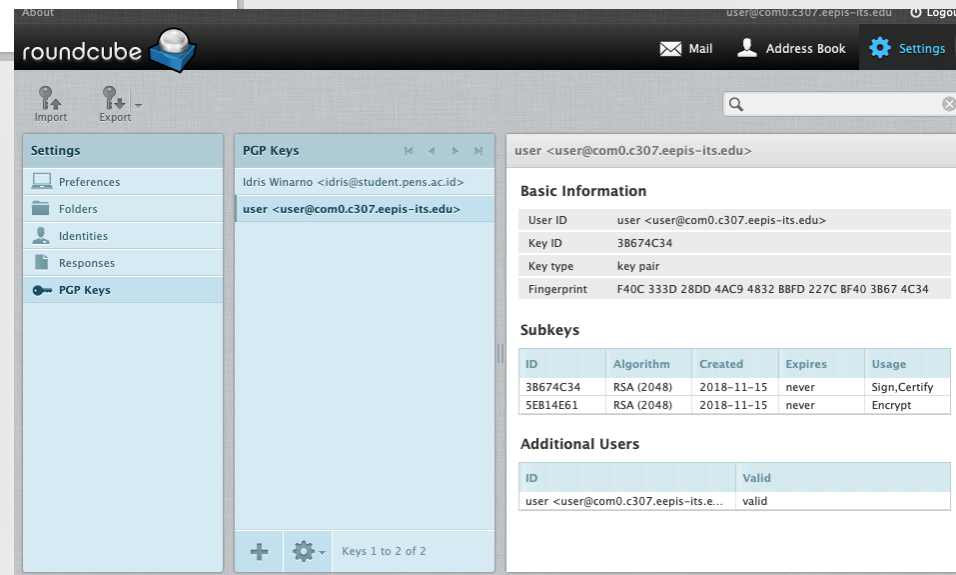 About user@com0.c307.eepis-its.edu Logou
roundcube Mail Address Book Settings
Import Export
Settings
Preferences
Folders
Identities
Responses
PGP Keys
PGP Keys
Idris Winarno <idris@student.pens.ac.id>
user <user@com0.c307.eepis-its.edu>
Keys 1 to 2 of 2
user <user@com0.c307.eepis-its.edu>
Basic Information
User ID user <user@com0.c307.eepis-its.edu>
Key ID 3B674C34
Key type key pair
Fingerprint F40C 333D 28DD 4AC9 4832 BBFD 227C BF40 3B67 4C34
Subkeys
ID Algorithm Created Expires Usage
3B674C34 RSA (2048) 2018-11-15 never Sign,Certify
5EB14E61 RSA (2048) 2018-11-15 never Encrypt
Additional Users
ID Valid
user <user@com0.c307.eepis-its.e... valid